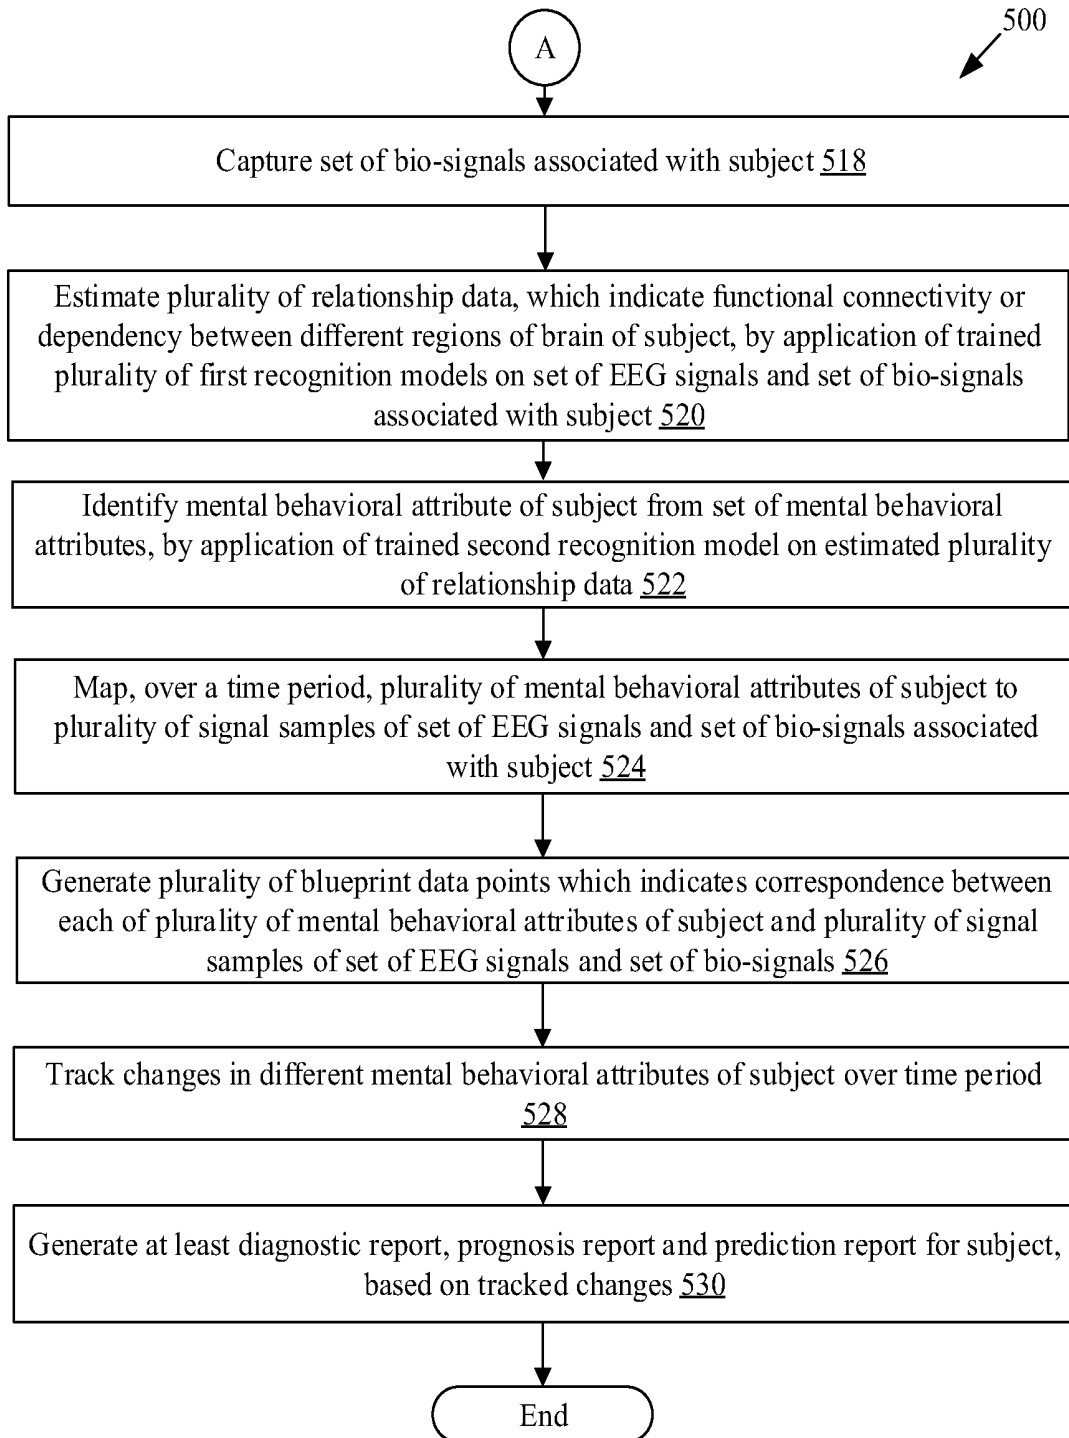 500
A
Capture set of bio-signals associated with subject 518
Estimate plurality of relationship data, which indicate functional connectivity or
dependency between different regions of brain of subject, by application of trained
plurality of first recognition models on set of EEG signals and set of bio-signals
associated with subject 520
Identify mental behavioral attribute of subject from set of mental behavioral
attributes, by application of trained second recognition model on estimated plurality
of relationship data 522
Map, over a time period, plurality of mental behavioral attributes of subject to
plurality of signal samples of set of EEG signals and set of bio-signals associated
with subject 524
Generate plurality of blueprint data points which indicates correspondence between
each of plurality of mental behavioral attributes of subject and plurality of signal
samples of set of EEG signals and set of bio-signals 526
Track changes in different mental behavioral attributes of subject over time period
528
Generate at least diagnostic report, prognosis report and prediction report for subject,
based on tracked changes 530
End